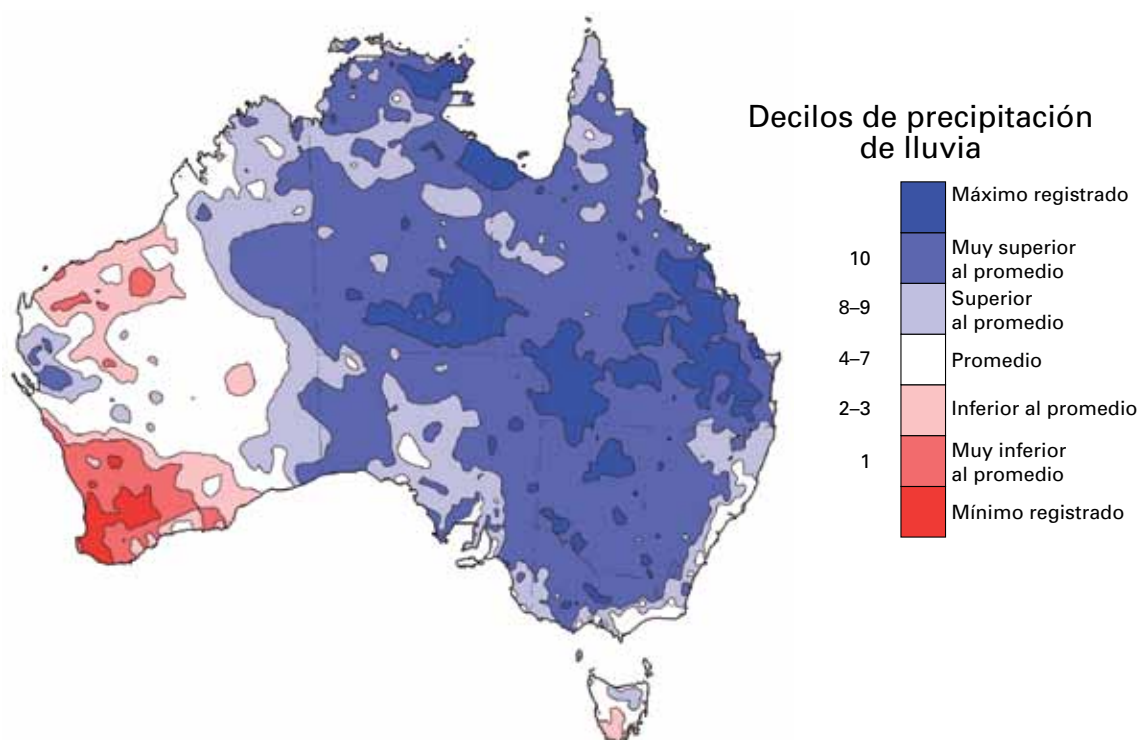 Decilos de precipitación
de lluvia
Máximo registrado
10
Muy superior
al promedio
8–9
Superior
al promedio
4–7
Promedio
2–3
Inferior al promedio
1
Muy inferior
al promedio
Mínimo registrado